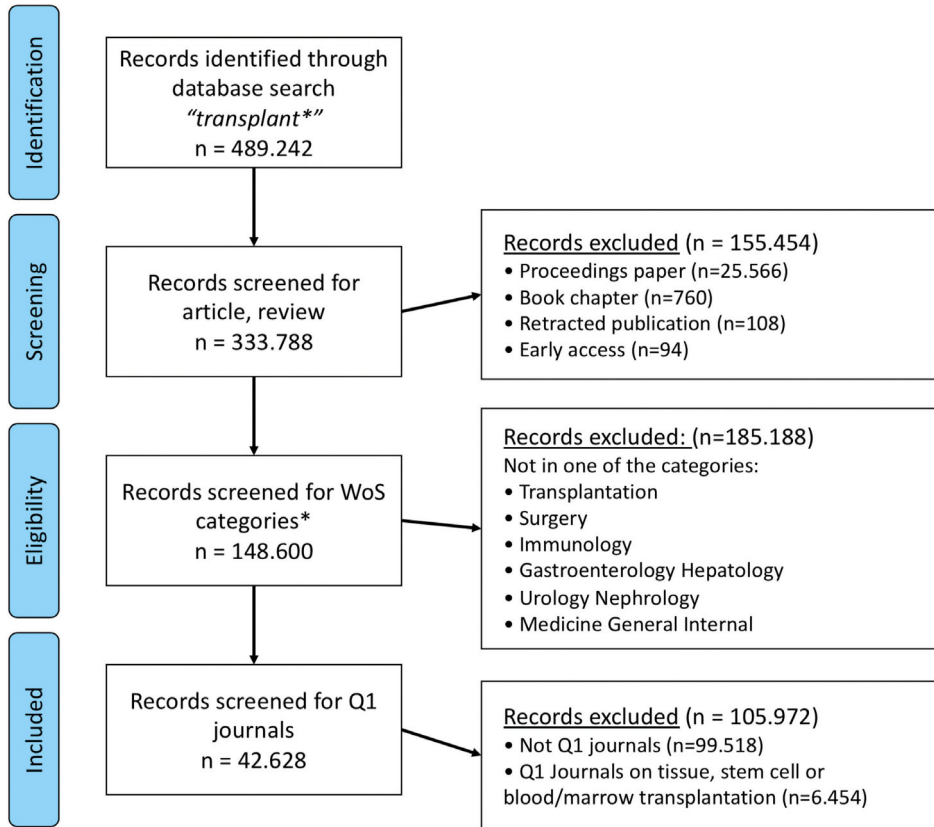 Identification
Records identified through
database search
“transplant*”
n = 489.242
Screening
Records screened for
article, review
n = 333.788
Records excluded (n = 155.454)
• Proceedings paper (n=25.566)
• Book chapter (n=760)
• Retracted publication (n=108)
• Early access (n=94)
Eligibility
Records screened for WoS
categories*
n = 148.600
Records excluded: (n=185.188)
Not in one of the categories:
• Transplantation
• Surgery
• Immunology
• Gastroenterology Hepatology
• Urology Nephrology
• Medicine General Internal
Included
Records screened for Q1
journals
n = 42.628
Records excluded (n = 105.972)
• Not Q1 journals (n=99.518)
• Q1 Journals on tissue, stem cell or
blood/marrow transplantation (n=6.454)